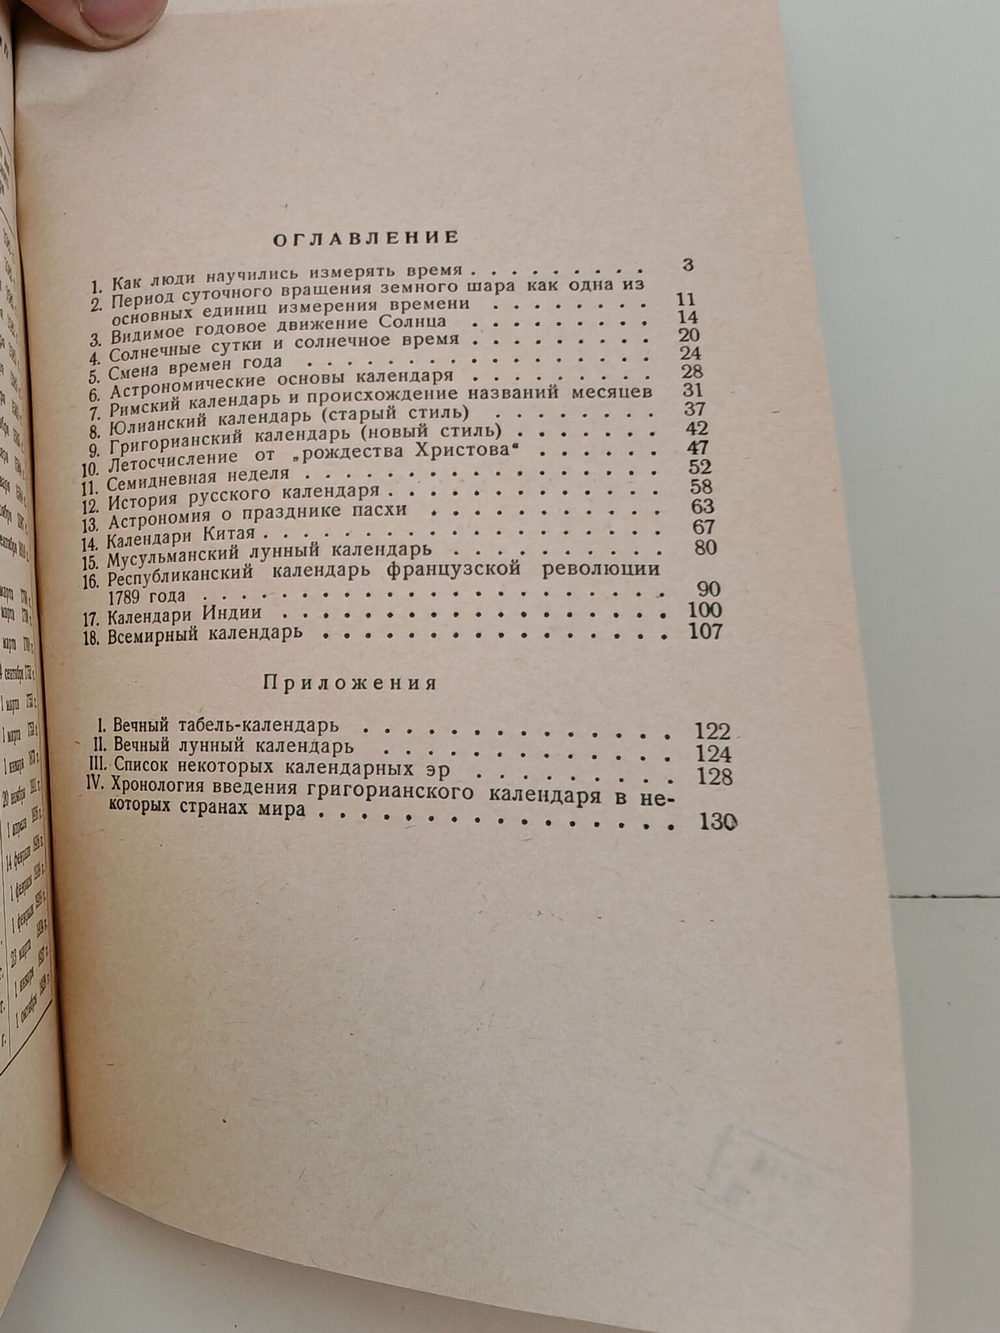 ОГЛАВЛЕНИЕ
1. Как люди научились измерять время . . . . . . . . . 3
2. Период суточного вращения земного шара как одна из
основных единиц измерения времени . . . . . . . . 11
3. Видимое годовое движение Солнца . . . . . . . . . 14
4. Солнечные сутки и солнечное время . . . . . . . . . 20
5. Смена времен года . . . . . . . . . . . . . . . . 24
6. Астрономические основы календаря . . . . . . . . . 28
7. Римский календарь и происхождение названий месяцев 31
8. Юлианский календарь (старый стиль) . . . . . . . . 37
9. Григорианский календарь (новый стиль) . . . . . . . 42
10. Летосчисление от „рождества Христова“ . . . . . . 47
11. Семидневная неделя . . . . . . . . . . . . . . . . 52
12. История русского календаря . . . . . . . . . . . . . 58
13. Астрономия о празднике пасхи . . . . . . . . . . . 63
14. Календари Китая . . . . . . . . . . . . . . . . . . . 67
15. Мусульманский лунный календарь . . . . . . . . . . 80
16. Республиканский календарь французской революции
1789 года . . . . . . . . . . . . . . . . . . . . . 90
17. Календари Индии . . . . . . . . . . . . . . . . . . 100
18. Всемирный календарь . . . . . . . . . . . . . . . . 107
Приложения
I. Вечный табель-календарь . . . . . . . . . . . . . . 122
II. Вечный лунный календарь . . . . . . . . . . . . . 124
III. Список некоторых календарных эр . . . . . . . . . 128
IV. Хронология введения григорианского календаря в не-
которых странах мира . . . . . . . . . . . . . . . . 130